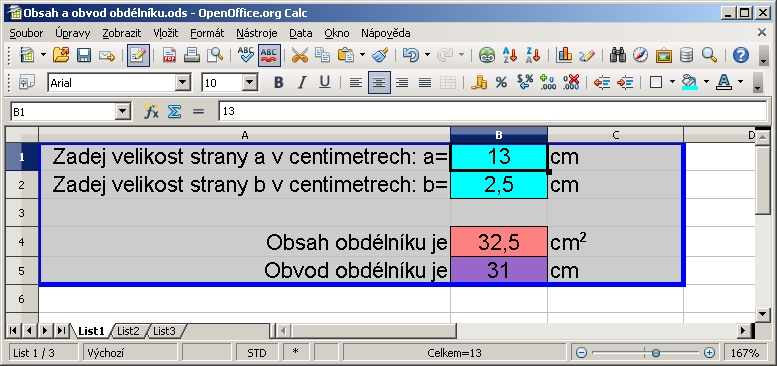 Obsah a obvod obdélníku.ods - OpenOffice.org Calc
Soubor Úpravy Zobrazit Vložit Formát Nástroje Data Okno Nápověda
Arial 10 B I U
B1 13
A B C D
1 Zadej velikost strany a v centimetrech: a= 13 cm
2 Zadej velikost strany b v centimetrech: b= 2,5 cm
3
4 Obsah obdélníku je 32,5 cm²
5 Obvod obdélníku je 31 cm
6
List1 List2 List3
List 1 / 3 Výchozí STD * Celkem=13 167%